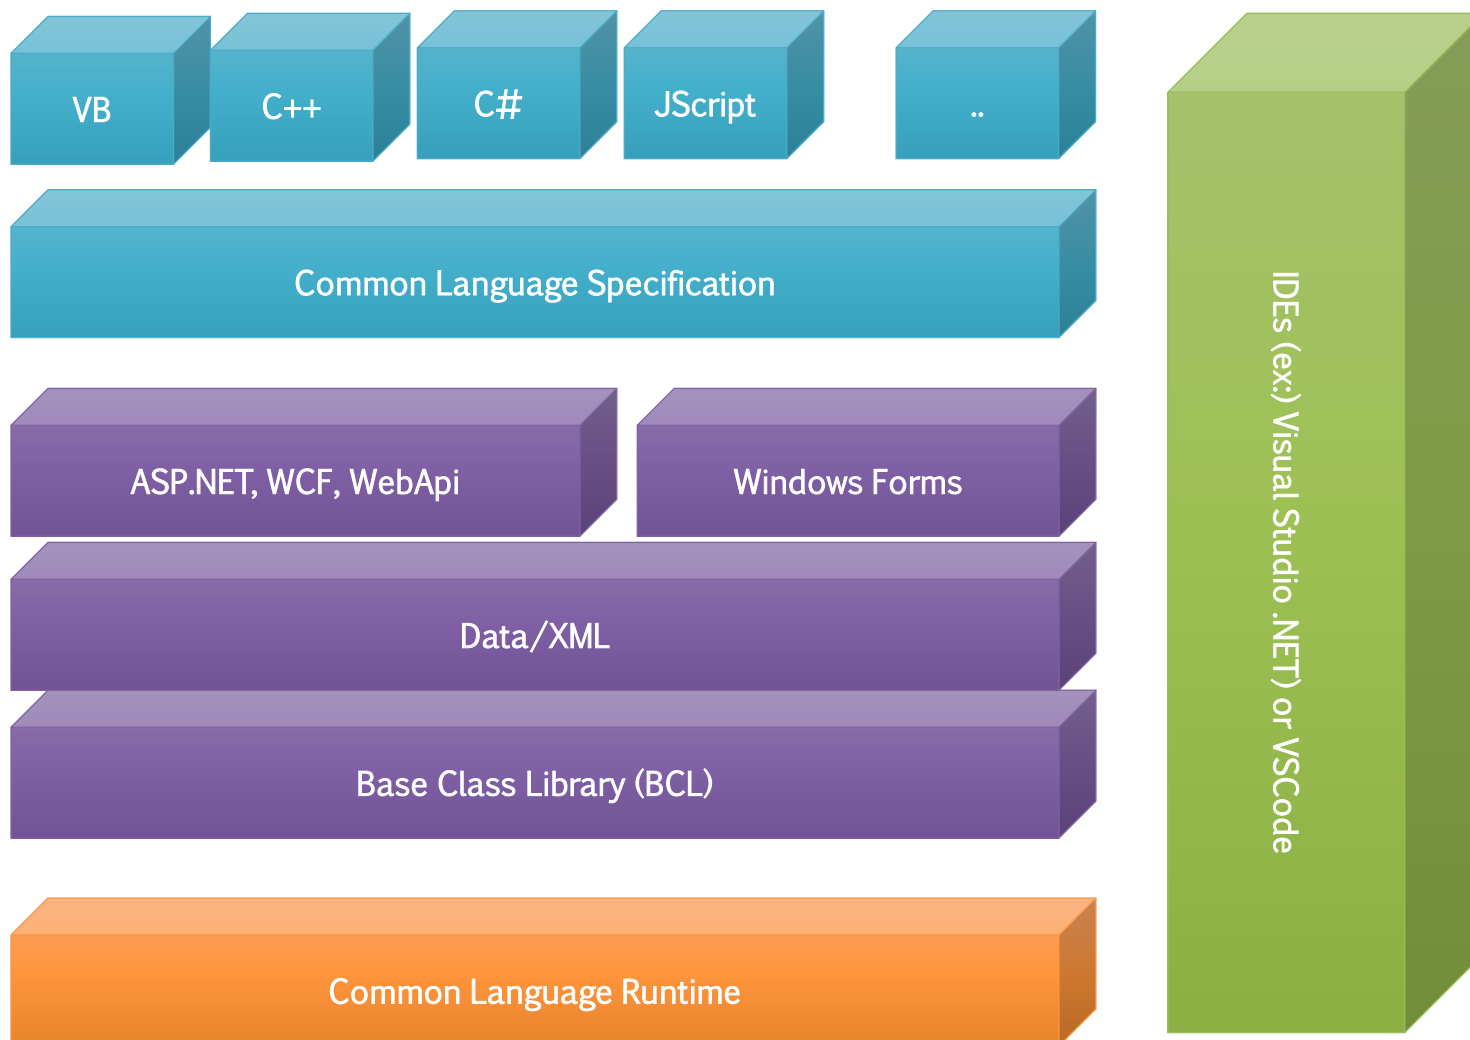 VB
C++
C#
JScript
..
Common Language Specification
ASP.NET, WCF, WebApi
Windows Forms
Data/XML
Base Class Library (BCL)
Common Language Runtime
IDEs (ex:) Visual Studio .NET) or VSCode